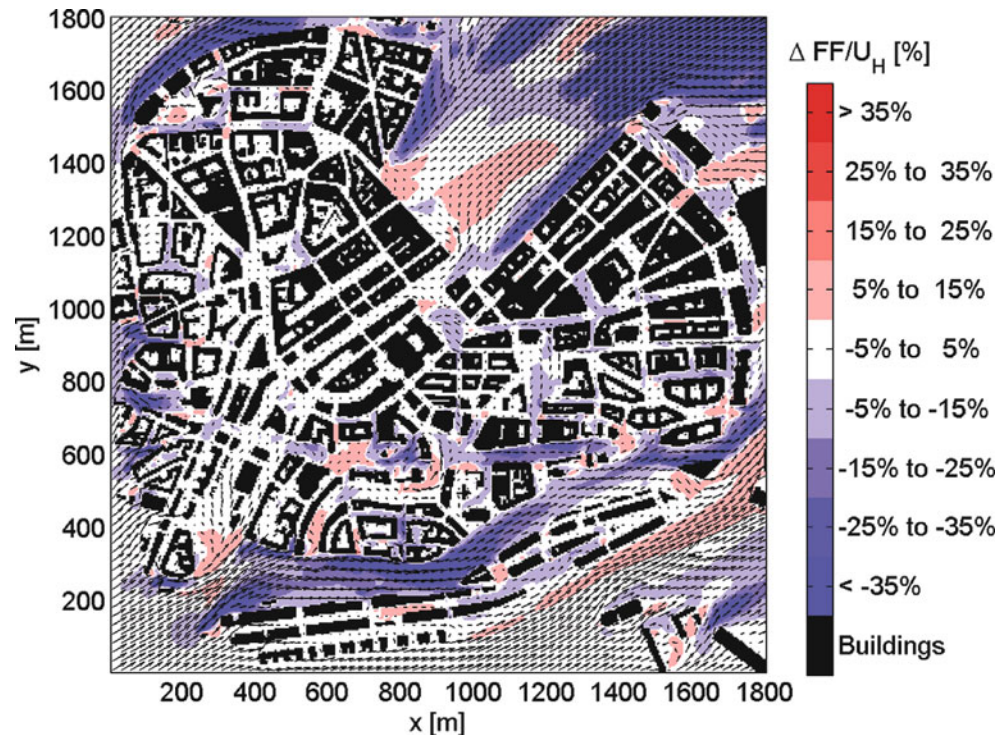 1800
1600
1400
1200
1000
800
600
400
200
y [m]
200 400 600 800 1000 1200 1400 1600 1800
x [m]
Δ FF/U_H [%]
> 35%
25% to 35%
15% to 25%
5% to 15%
-5% to 5%
-5% to -15%
-15% to -25%
-25% to -35%
< -35%
Buildings